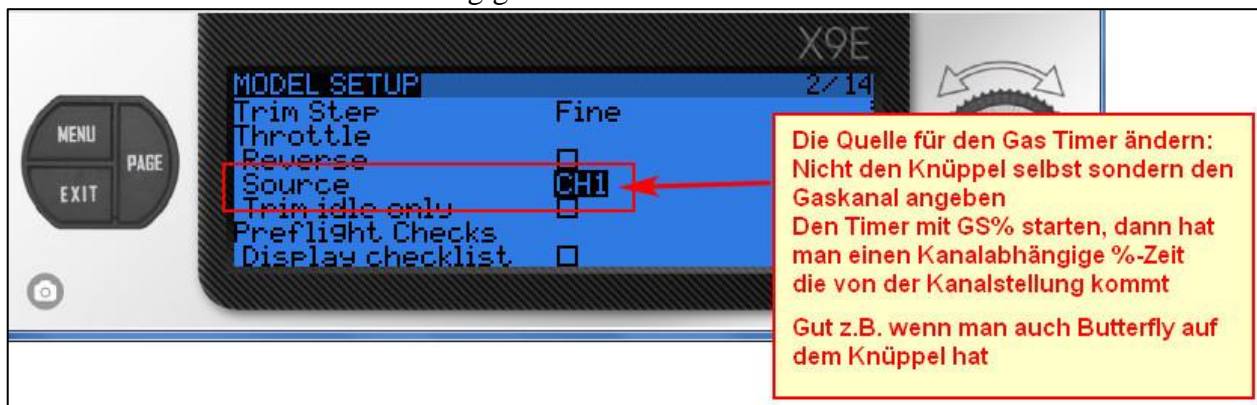 X9E
MODEL SETUP 2/14
Trim Step Fine
Throttle
Reverse
Source CH1
Trim idle only
Preflight Checks
Display checklist
MENU
PAGE
EXIT
Die Quelle für den Gas Timer ändern:
Nicht den Knüppel selbst sondern den
Gaskanal angeben
Den Timer mit GS% starten, dann hat
man einen Kanalabhängige %-Zeit
die von der Kanalstellung kommt
Gut z.B. wenn man auch Butterfly auf
dem Knüppel hat